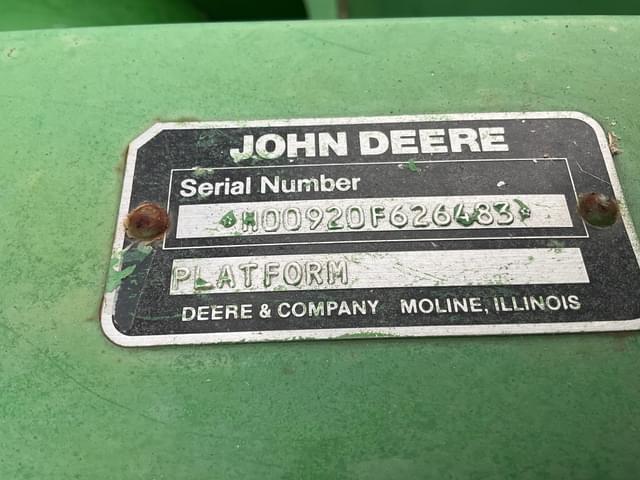 JOHN DEERE
Serial Number
*H00920F626483*
PLATFORM
DEERE & COMPANY MOLINE, ILLINOIS